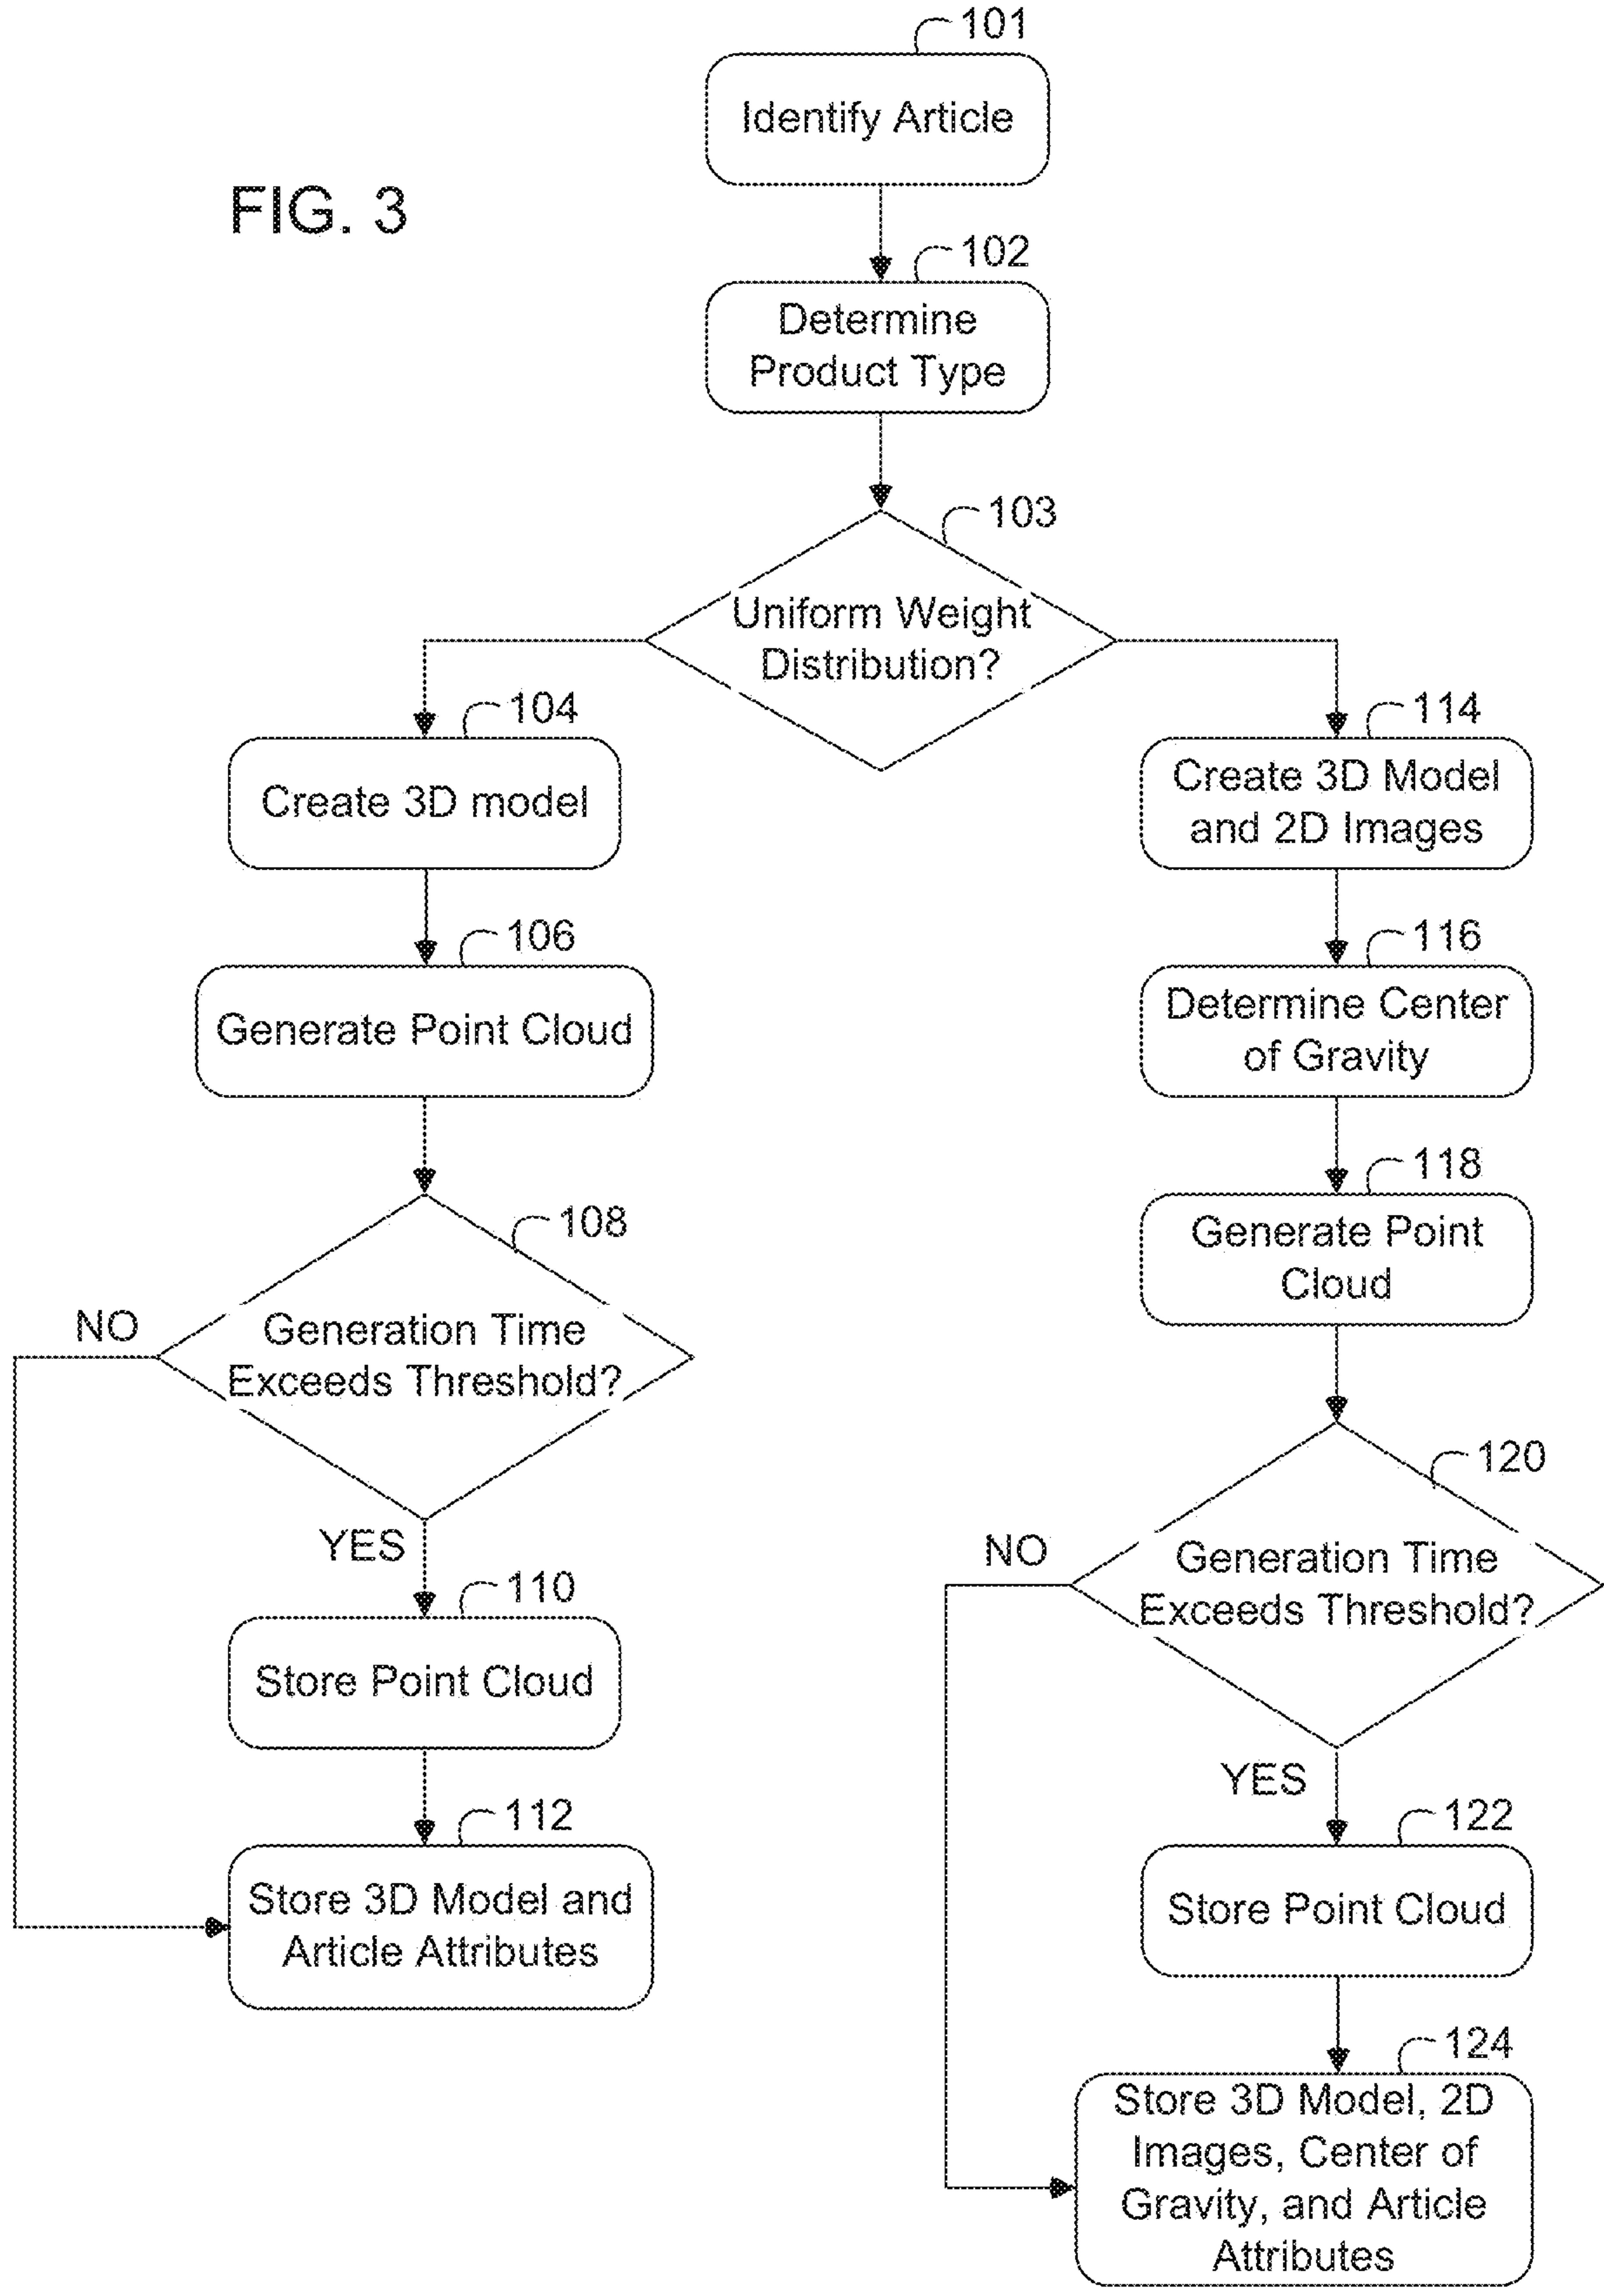 101
Identify Article
FIG. 3
102
Determine
Product Type
103
Uniform Weight
Distribution?
104
Create 3D model
114
Create 3D Model
and 2D Images
106
Generate Point Cloud
116
Determine Center
of Gravity
118
Generate Point
Cloud
108
NO
Generation Time
Exceeds Threshold?
YES
120
NO
Generation Time
Exceeds Threshold?
YES
110
Store Point Cloud
112
Store 3D Model and
Article Attributes
122
Store Point Cloud
124
Store 3D Model, 2D
Images, Center of
Gravity, and Article
Attributes